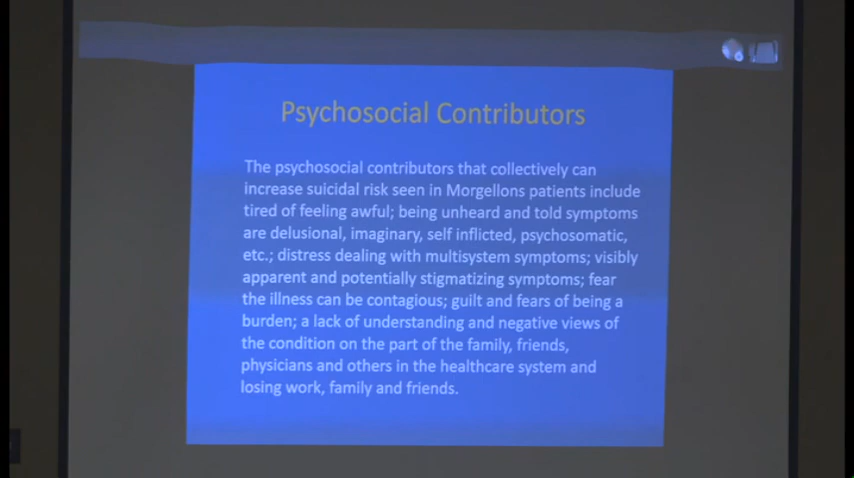 Psychosocial Contributors
The psychosocial contributors that collectively can
increase suicidal risk seen in Morgellons patients include
tired of feeling awful; being unheard and told symptoms
are delusional, imaginary, self inflicted, psychosomatic,
etc.; distress dealing with multisystem symptoms; visibly
apparent and potentially stigmatizing symptoms; fear
the illness can be contagious; guilt and fears of being a
burden; a lack of understanding and negative views of
the condition on the part of the family, friends,
physicians and others in the healthcare system and
losing work, family and friends.